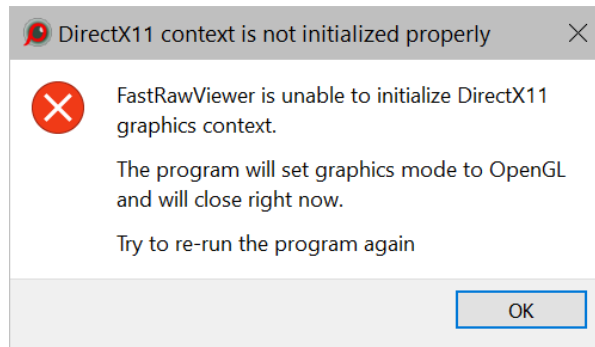 DirectX11 context is not initialized properly
FastRawViewer is unable to initialize DirectX11
graphics context.
The program will set graphics mode to OpenGL
and will close right now.
Try to re-run the program again
OK